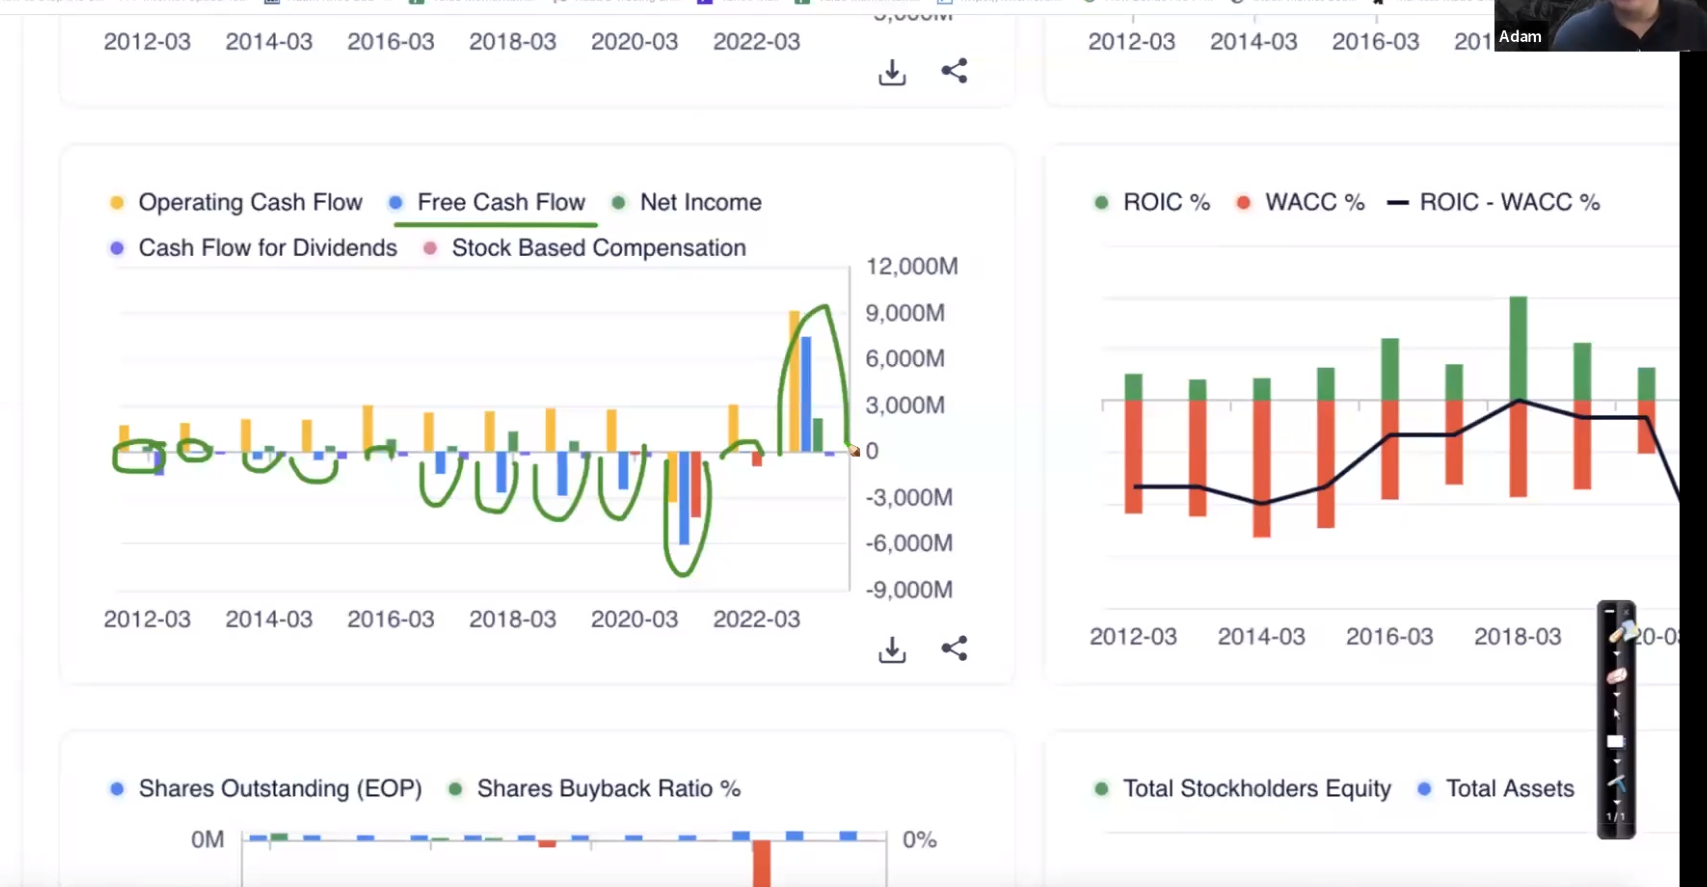 2012-03 2014-03 2016-03 2018-03 2020-03 2022-03
2012-03 2014-03 2016-03
Adam
Operating Cash Flow Free Cash Flow Net Income
Cash Flow for Dividends Stock Based Compensation
12,000M
9,000M
6,000M
3,000M
0
-3,000M
-6,000M
-9,000M
2012-03 2014-03 2016-03 2018-03 2020-03 2022-03
ROIC % WACC % ROIC - WACC %
2012-03 2014-03 2016-03 2018-03
1/1
Shares Outstanding (EOP) Shares Buyback Ratio %
0M 0%
Total Stockholders Equity Total Assets